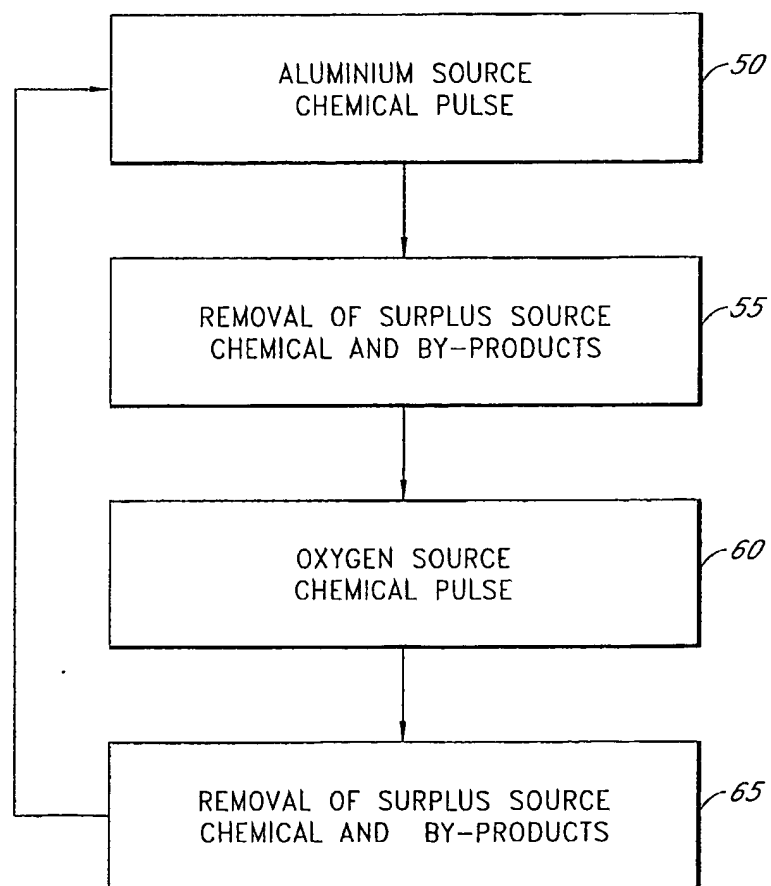 ALUMINIUM SOURCE
CHEMICAL PULSE
50
REMOVAL OF SURPLUS SOURCE
CHEMICAL AND BY-PRODUCTS
55
OXYGEN SOURCE
CHEMICAL PULSE
60
REMOVAL OF SURPLUS SOURCE
CHEMICAL AND BY-PRODUCTS
65